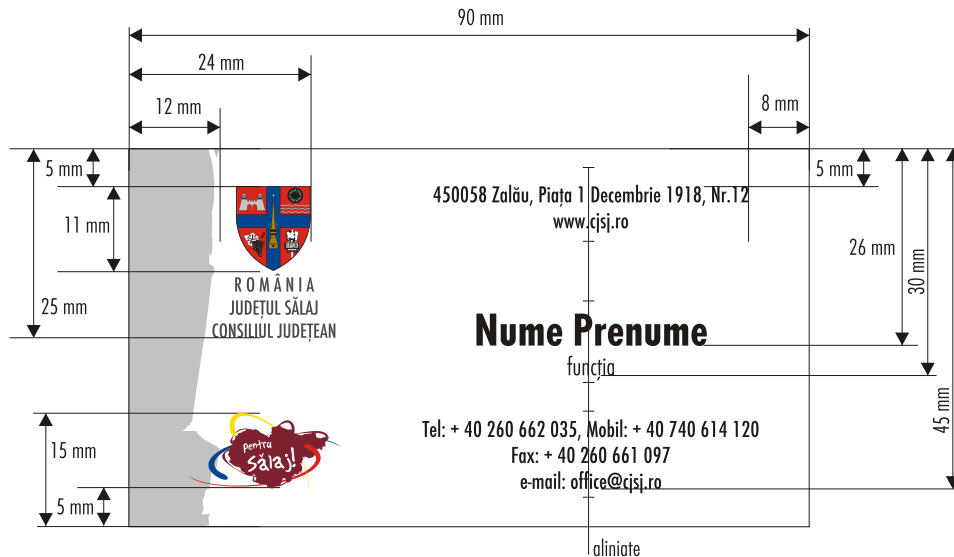 90 mm
24 mm
12 mm
8 mm
5 mm
5 mm
11 mm
450058 Zalău, Piața 1 Decembrie 1918, Nr.12
www.cjsj.ro
26 mm
30 mm
ROMÂNIA
JUDEȚUL SĂLAJ
CONSILIUL JUDEȚEAN
25 mm
Nume Prenume
funcția
45 mm
15 mm
pentru
Sălaj!
Tel: + 40 260 662 035, Mobil: + 40 740 614 120
Fax: + 40 260 661 097
e-mail: office@cjsj.ro
5 mm
aliniate